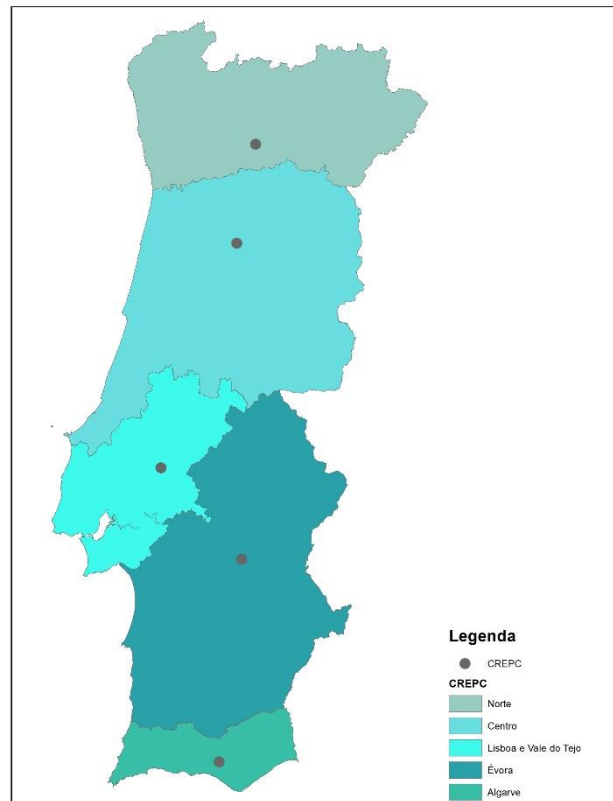 Legenda
CREPC
CREPC
Norte
Centro
Lisboa e Vale do Tejo
Évora
Algarve